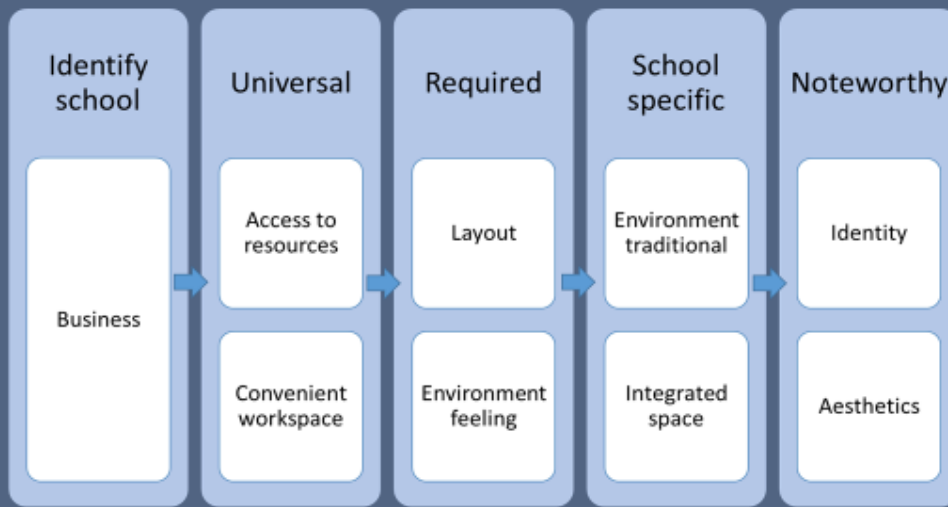 Identify
school
Business
Universal
Access to
resources
Convenient
workspace
Required
Layout
Environment
feeling
School
specific
Environment
traditional
Integrated
space
Noteworthy
Identity
Aesthetics